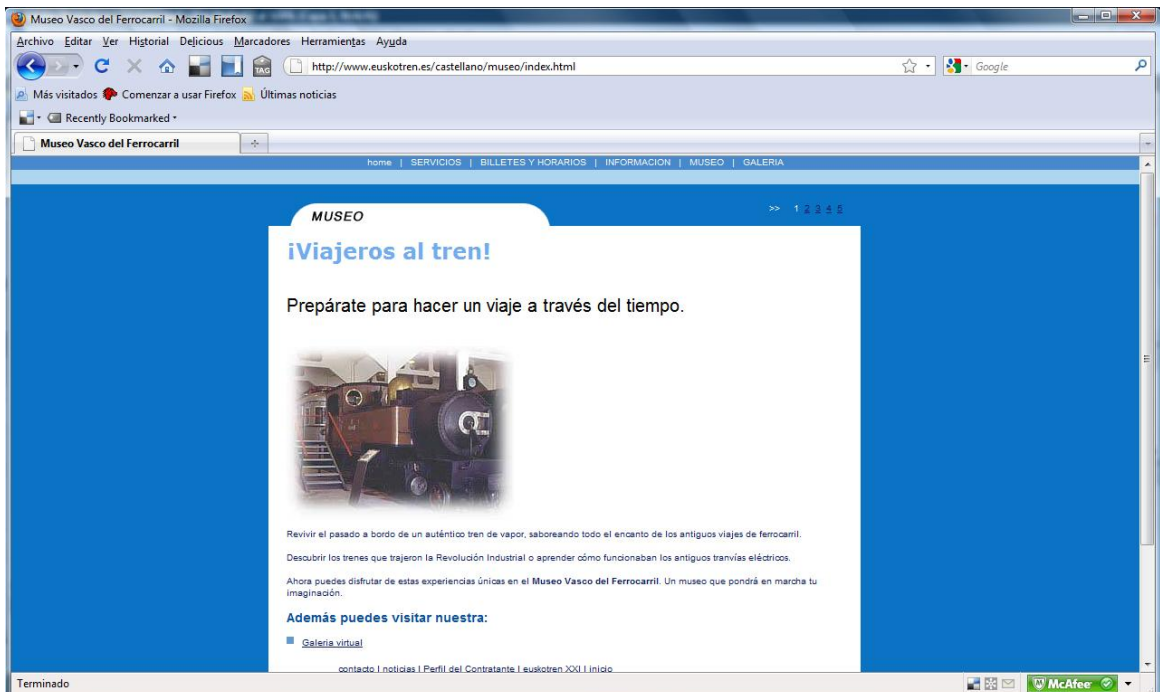 Museo Vasco del Ferrocarril - Mozilla Firefox
Archivo Editar Ver Historial Delicious Marcadores Herramientas Ayuda
TAG http://www.euskotren.es/castellano/museo/index.html Google
Más visitados Comenzar a usar Firefox Últimas noticias
Recently Bookmarked
Museo Vasco del Ferrocarril
home | SERVICIOS | BILLETES Y HORARIOS | INFORMACION | MUSEO | GALERIA
>> 1 2 3 4 5
MUSEO
¡Viajeros al tren!
Prepárate para hacer un viaje a través del tiempo.
Revivir el pasado a bordo de un auténtico tren de vapor, saboreando todo el encanto de los antiguos viajes de ferrocarril.
Descubrir los trenes que trajeron la Revolución Industrial o aprender cómo funcionaban los antiguos tranvías eléctricos.
Ahora puedes disfrutar de estas experiencias únicas en el Museo Vasco del Ferrocarril. Un museo que pondrá en marcha tu
imaginación.
Además puedes visitar nuestra:
Galeria virtual
contacto | noticias | Perfil del Contratante | euskotren XXI | inicio
Terminado McAfee